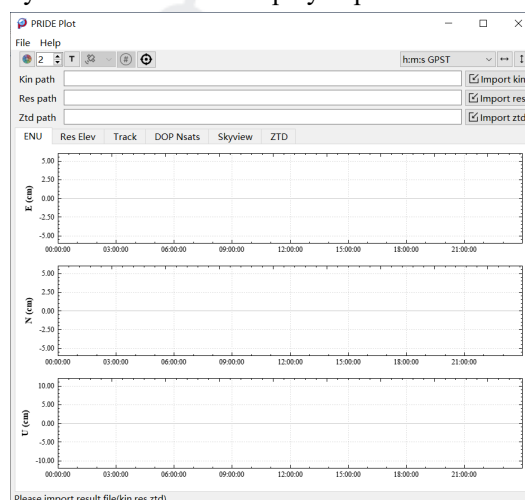 PRIDE Plot
File Help
2 T # h:m:s GPST
Kin path Import kin
Res path Import res
Ztd path Import ztd
ENU Res Elev Track DOP Nsats Skyview ZTD
E (cm)
5.00
2.50
0.00
-2.50
-5.00
00:00:00 03:00:00 06:00:00 09:00:00 12:00:00 15:00:00 18:00:00 21:00:00
N (cm)
5.00
2.50
0.00
-2.50
-5.00
00:00:00 03:00:00 06:00:00 09:00:00 12:00:00 15:00:00 18:00:00 21:00:00
U (cm)
10.00
5.00
0.00
-5.00
-10.00
00:00:00 03:00:00 06:00:00 09:00:00 12:00:00 15:00:00 18:00:00 21:00:00
Please import result file(kin res ztd)